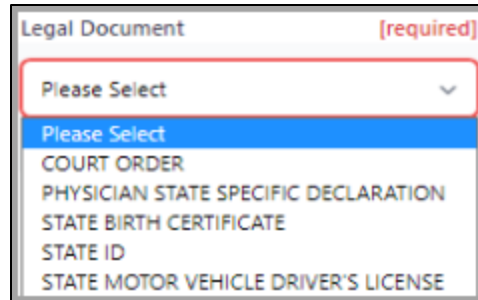 Legal Document [required]
Please Select
Please Select
COURT ORDER
PHYSICIAN STATE SPECIFIC DECLARATION
STATE BIRTH CERTIFICATE
STATE ID
STATE MOTOR VEHICLE DRIVER'S LICENSE